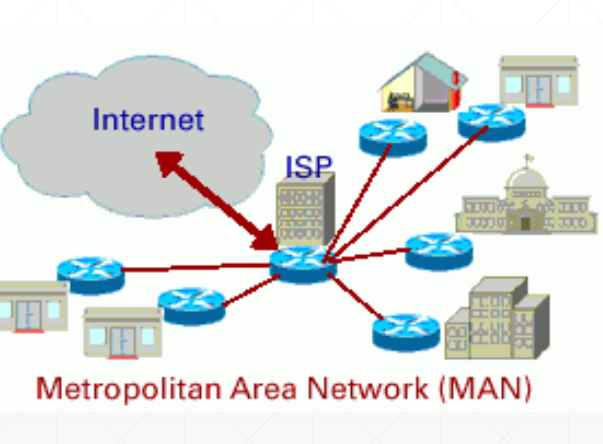 Internet
ISP
Metropolitan Area Network (MAN)